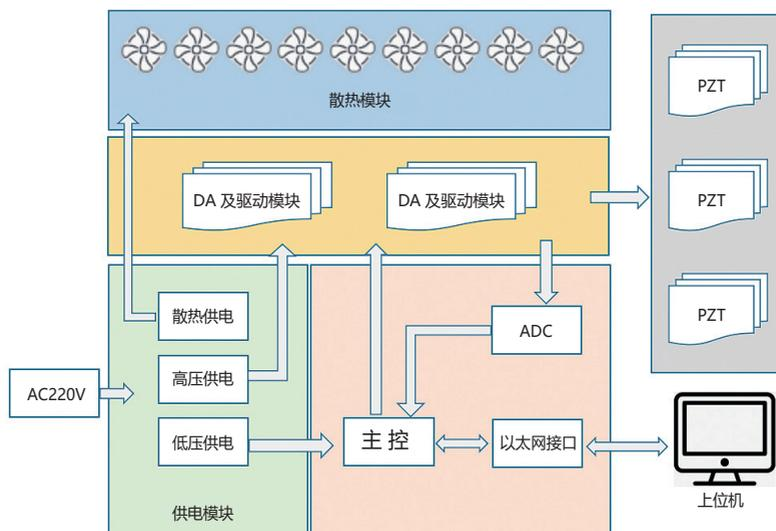 散热模块
PZT
DA 及驱动模块
DA 及驱动模块
PZT
散热供电
ADC
PZT
高压供电
AC220V
低压供电
主 控
以太网接口
上位机
供电模块